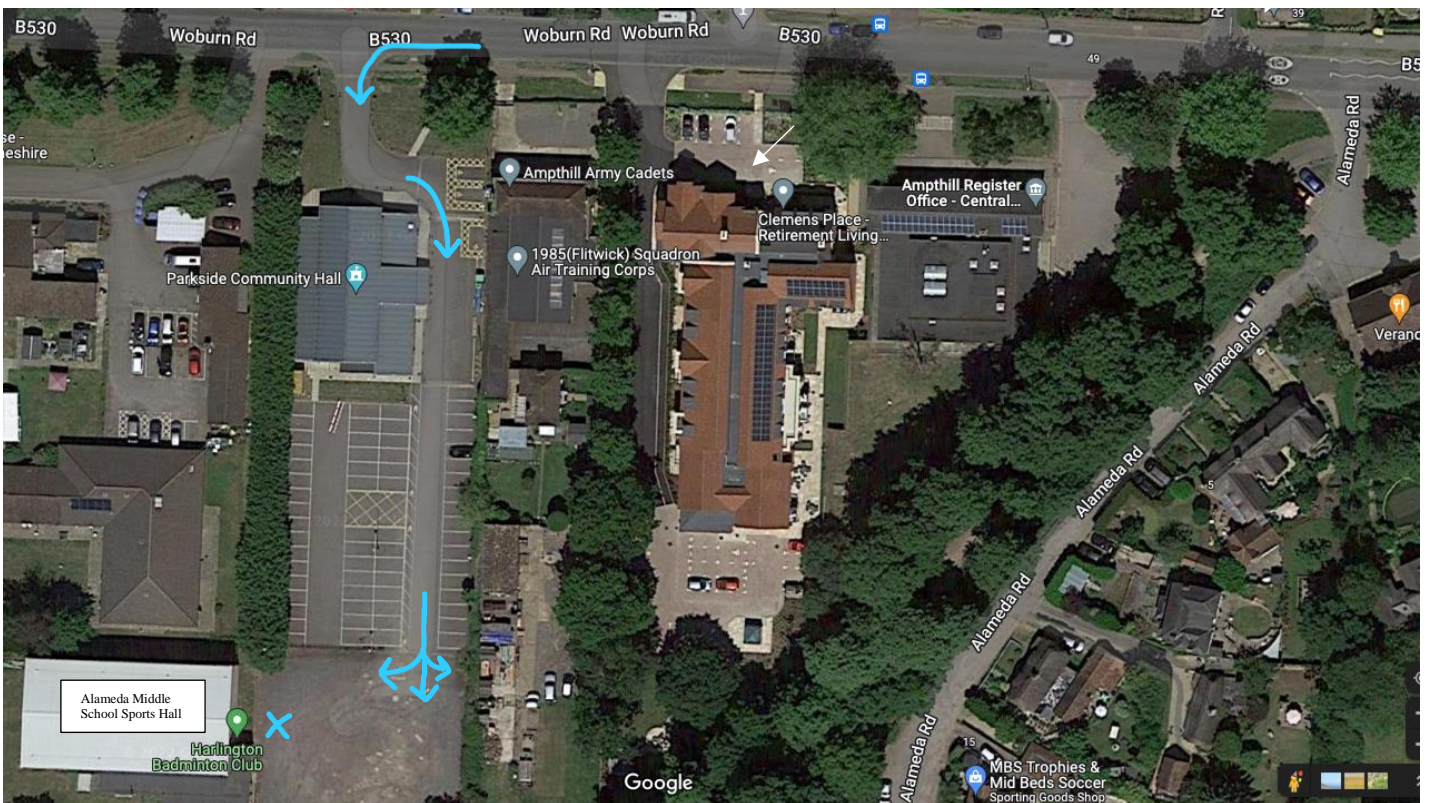 B530
Woburn Rd
B530
Woburn Rd
Woburn Rd
B530
39
49
Alameda Rd
Ampthill Army Cadets
Ampthill Register
Office - Central...
Clemens Place -
Retirement Living...
1985(Flitwick) Squadron
Air Training Corps
Parkside Community Hall
Alameda Rd
Alameda Rd
5
Alameda Rd
Alameda Middle
School Sports Hall
Harlington
Badminton Club
Alameda Rd
15
MBS Trophies &
Mid Beds Soccer
Sporting Goods Shop
Google